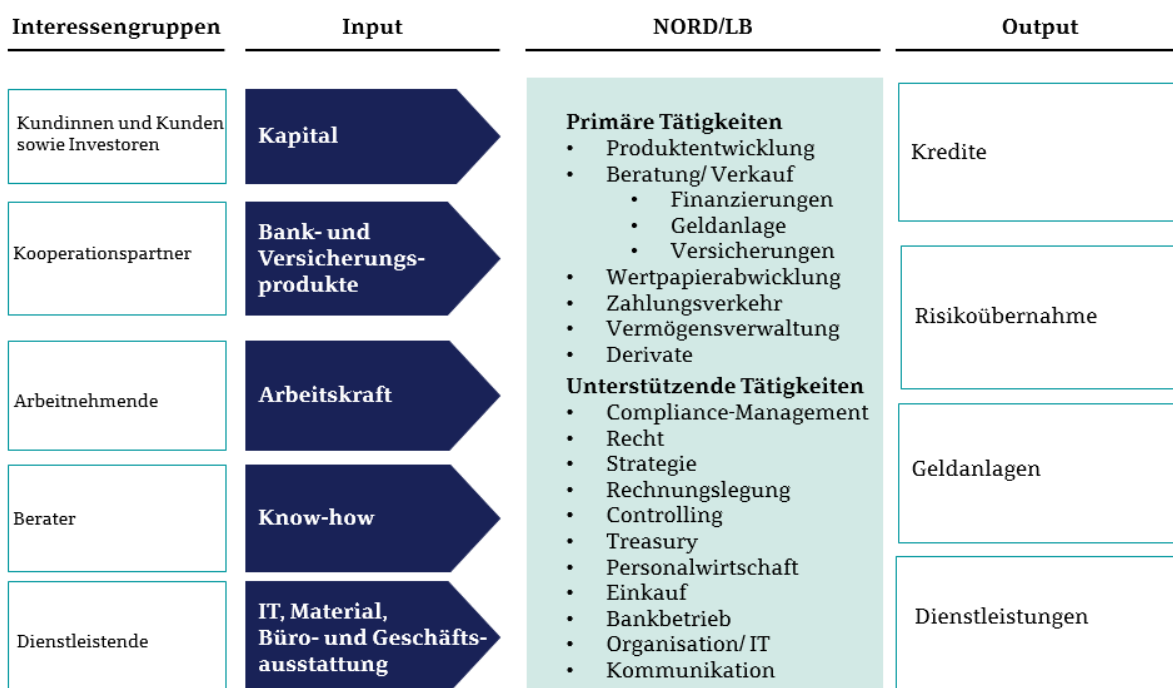 Interessengruppen
Input
NORD/LB
Output
Kundinnen und Kunden
sowie Investoren
Kapital
Kooperationspartner
Bank- und
Versicherungs-
produkte
Arbeitnehmende
Arbeitskraft
Berater
Know-how
Dienstleistende
IT, Material,
Büro- und Geschäfts-
ausstattung
Primäre Tätigkeiten
• Produktentwicklung
• Beratung/ Verkauf
• Finanzierungen
• Geldanlage
• Versicherungen
• Wertpapierabwicklung
• Zahlungsverkehr
• Vermögensverwaltung
• Derivate
Unterstützende Tätigkeiten
• Compliance-Management
• Recht
• Strategie
• Rechnungslegung
• Controlling
• Treasury
• Personalwirtschaft
• Einkauf
• Bankbetrieb
• Organisation/ IT
• Kommunikation
Kredite
Risikoübernahme
Geldanlagen
Dienstleistungen